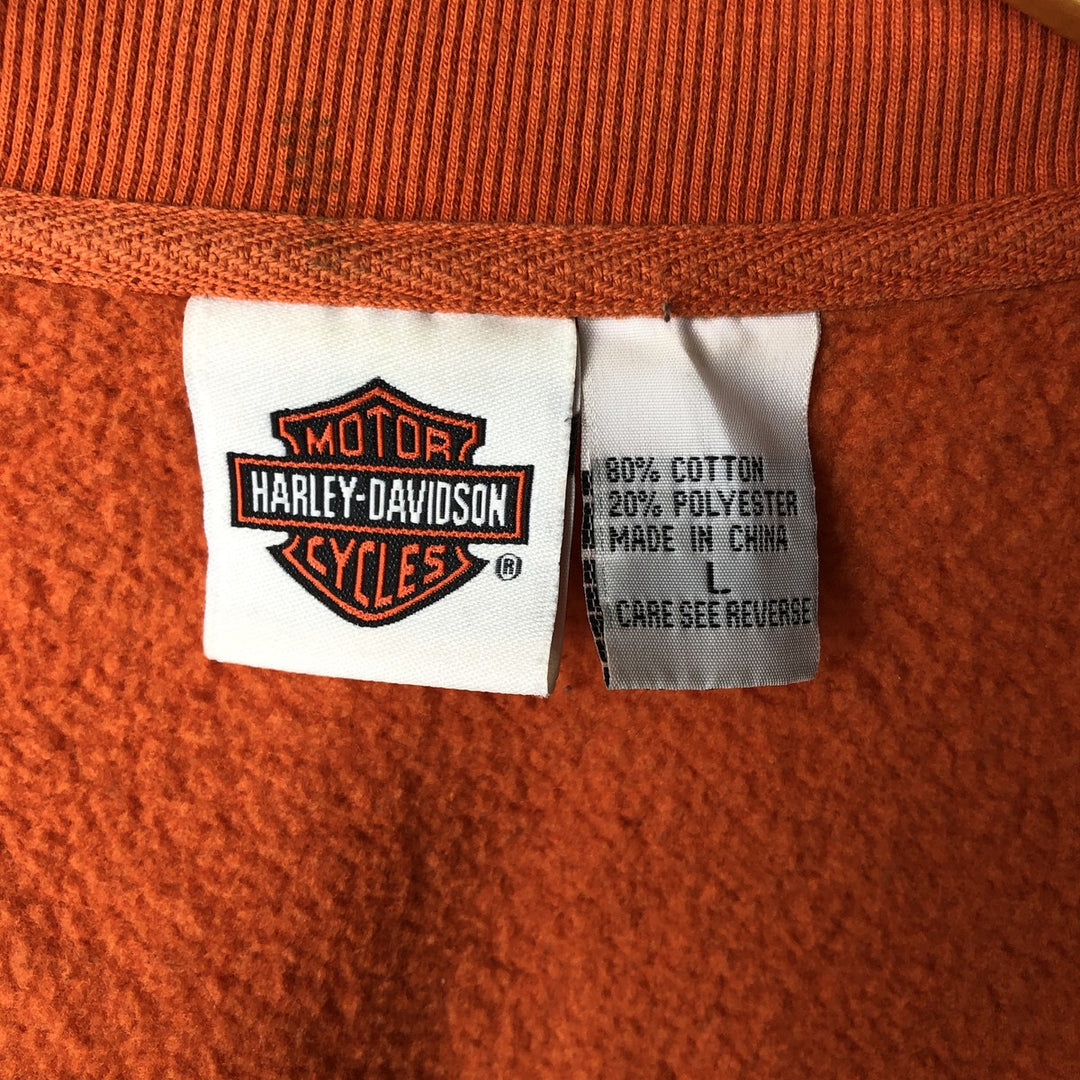 MOTOR
HARLEY-DAVIDSON
CYCLES
®
80% COTTON
20% POLYESTER
MADE IN CHINA
L
CARE SEE REVERSE